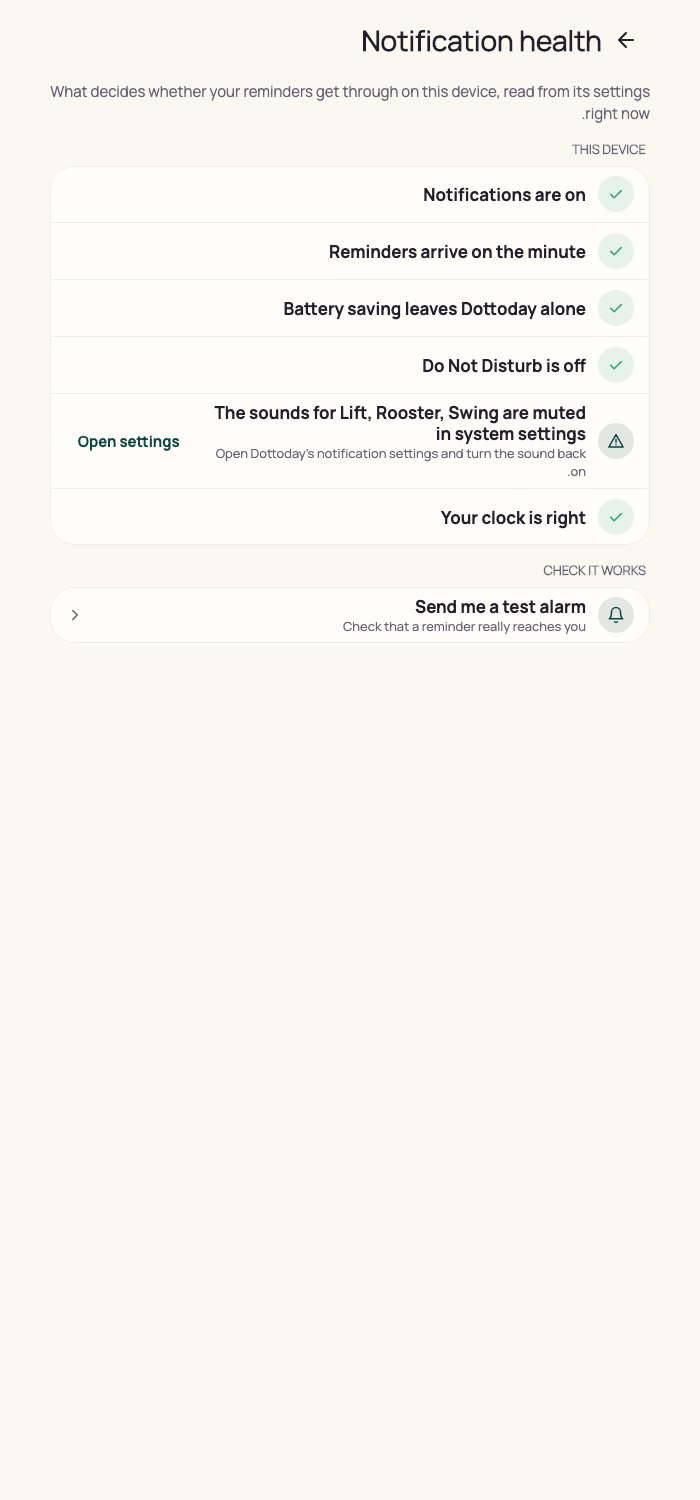 Notification health
What decides whether your reminders get through on this device, read from its settings
.right now
THIS DEVICE
Notifications are on
Reminders arrive on the minute
Battery saving leaves Dottoday alone
Do Not Disturb is off
The sounds for Lift, Rooster, Swing are muted
in system settings
Open Dottoday's notification settings and turn the sound back
.on
Open settings
Your clock is right
CHECK IT WORKS
Send me a test alarm
Check that a reminder really reaches you